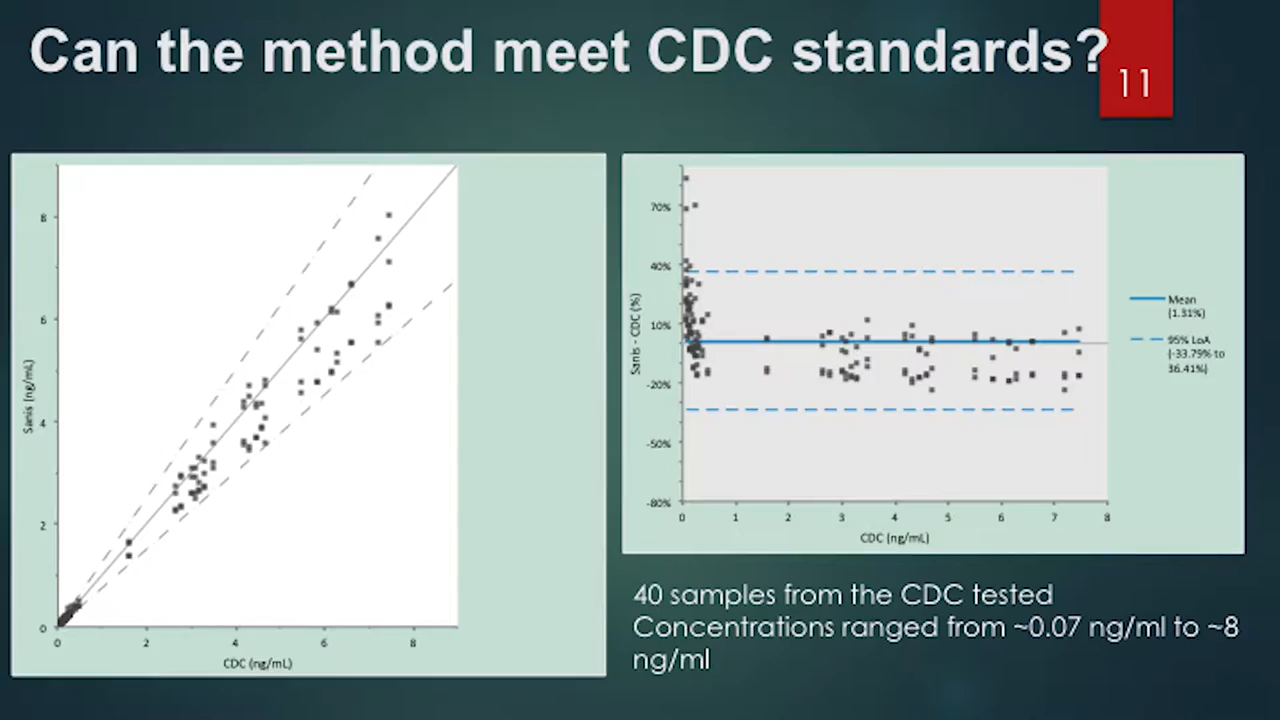 Can the method meet CDC standards?
11
8
6
4
2
0
Sanis (ng/mL)
0 2 4 6 8
CDC (ng/mL)
70%
40%
10%
-20%
-50%
-80%
Sanis - CDC (%)
0 1 2 3 4 5 6 7 8
CDC (ng/mL)
Mean
(1.31%)
95% LoA
(-33.79% to
36.41%)
40 samples from the CDC tested
Concentrations ranged from ~0.07 ng/ml to ~8
ng/ml